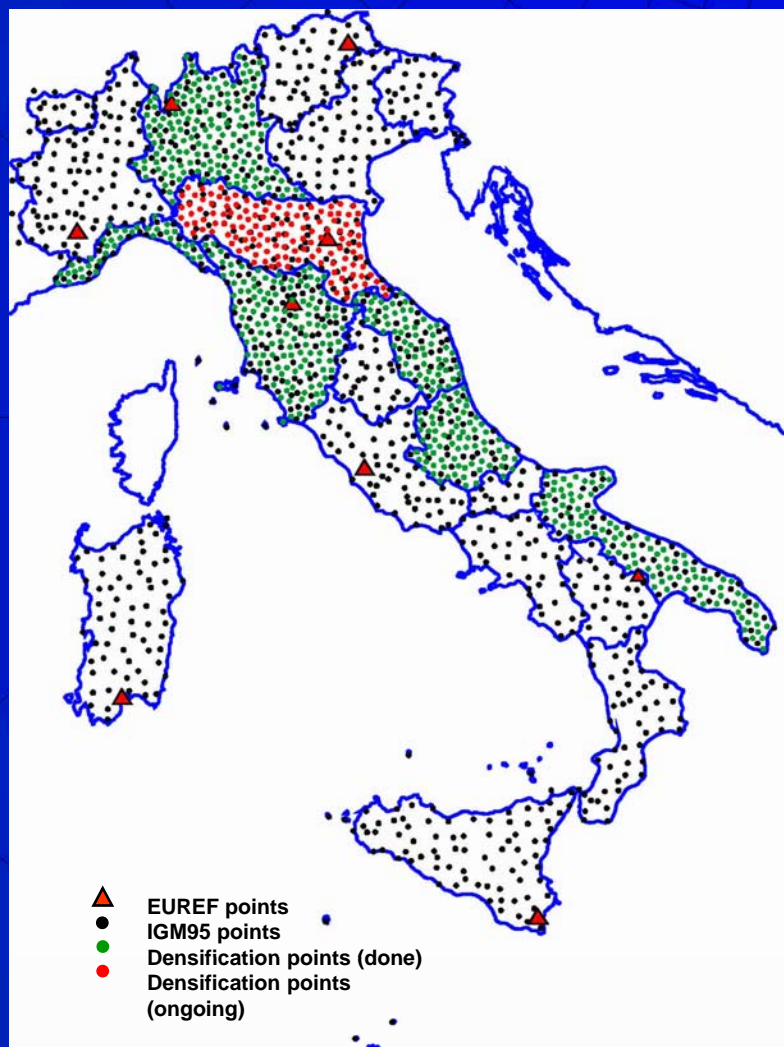 EUREF points
IGM95 points
Densification points (done)
Densification points
(ongoing)